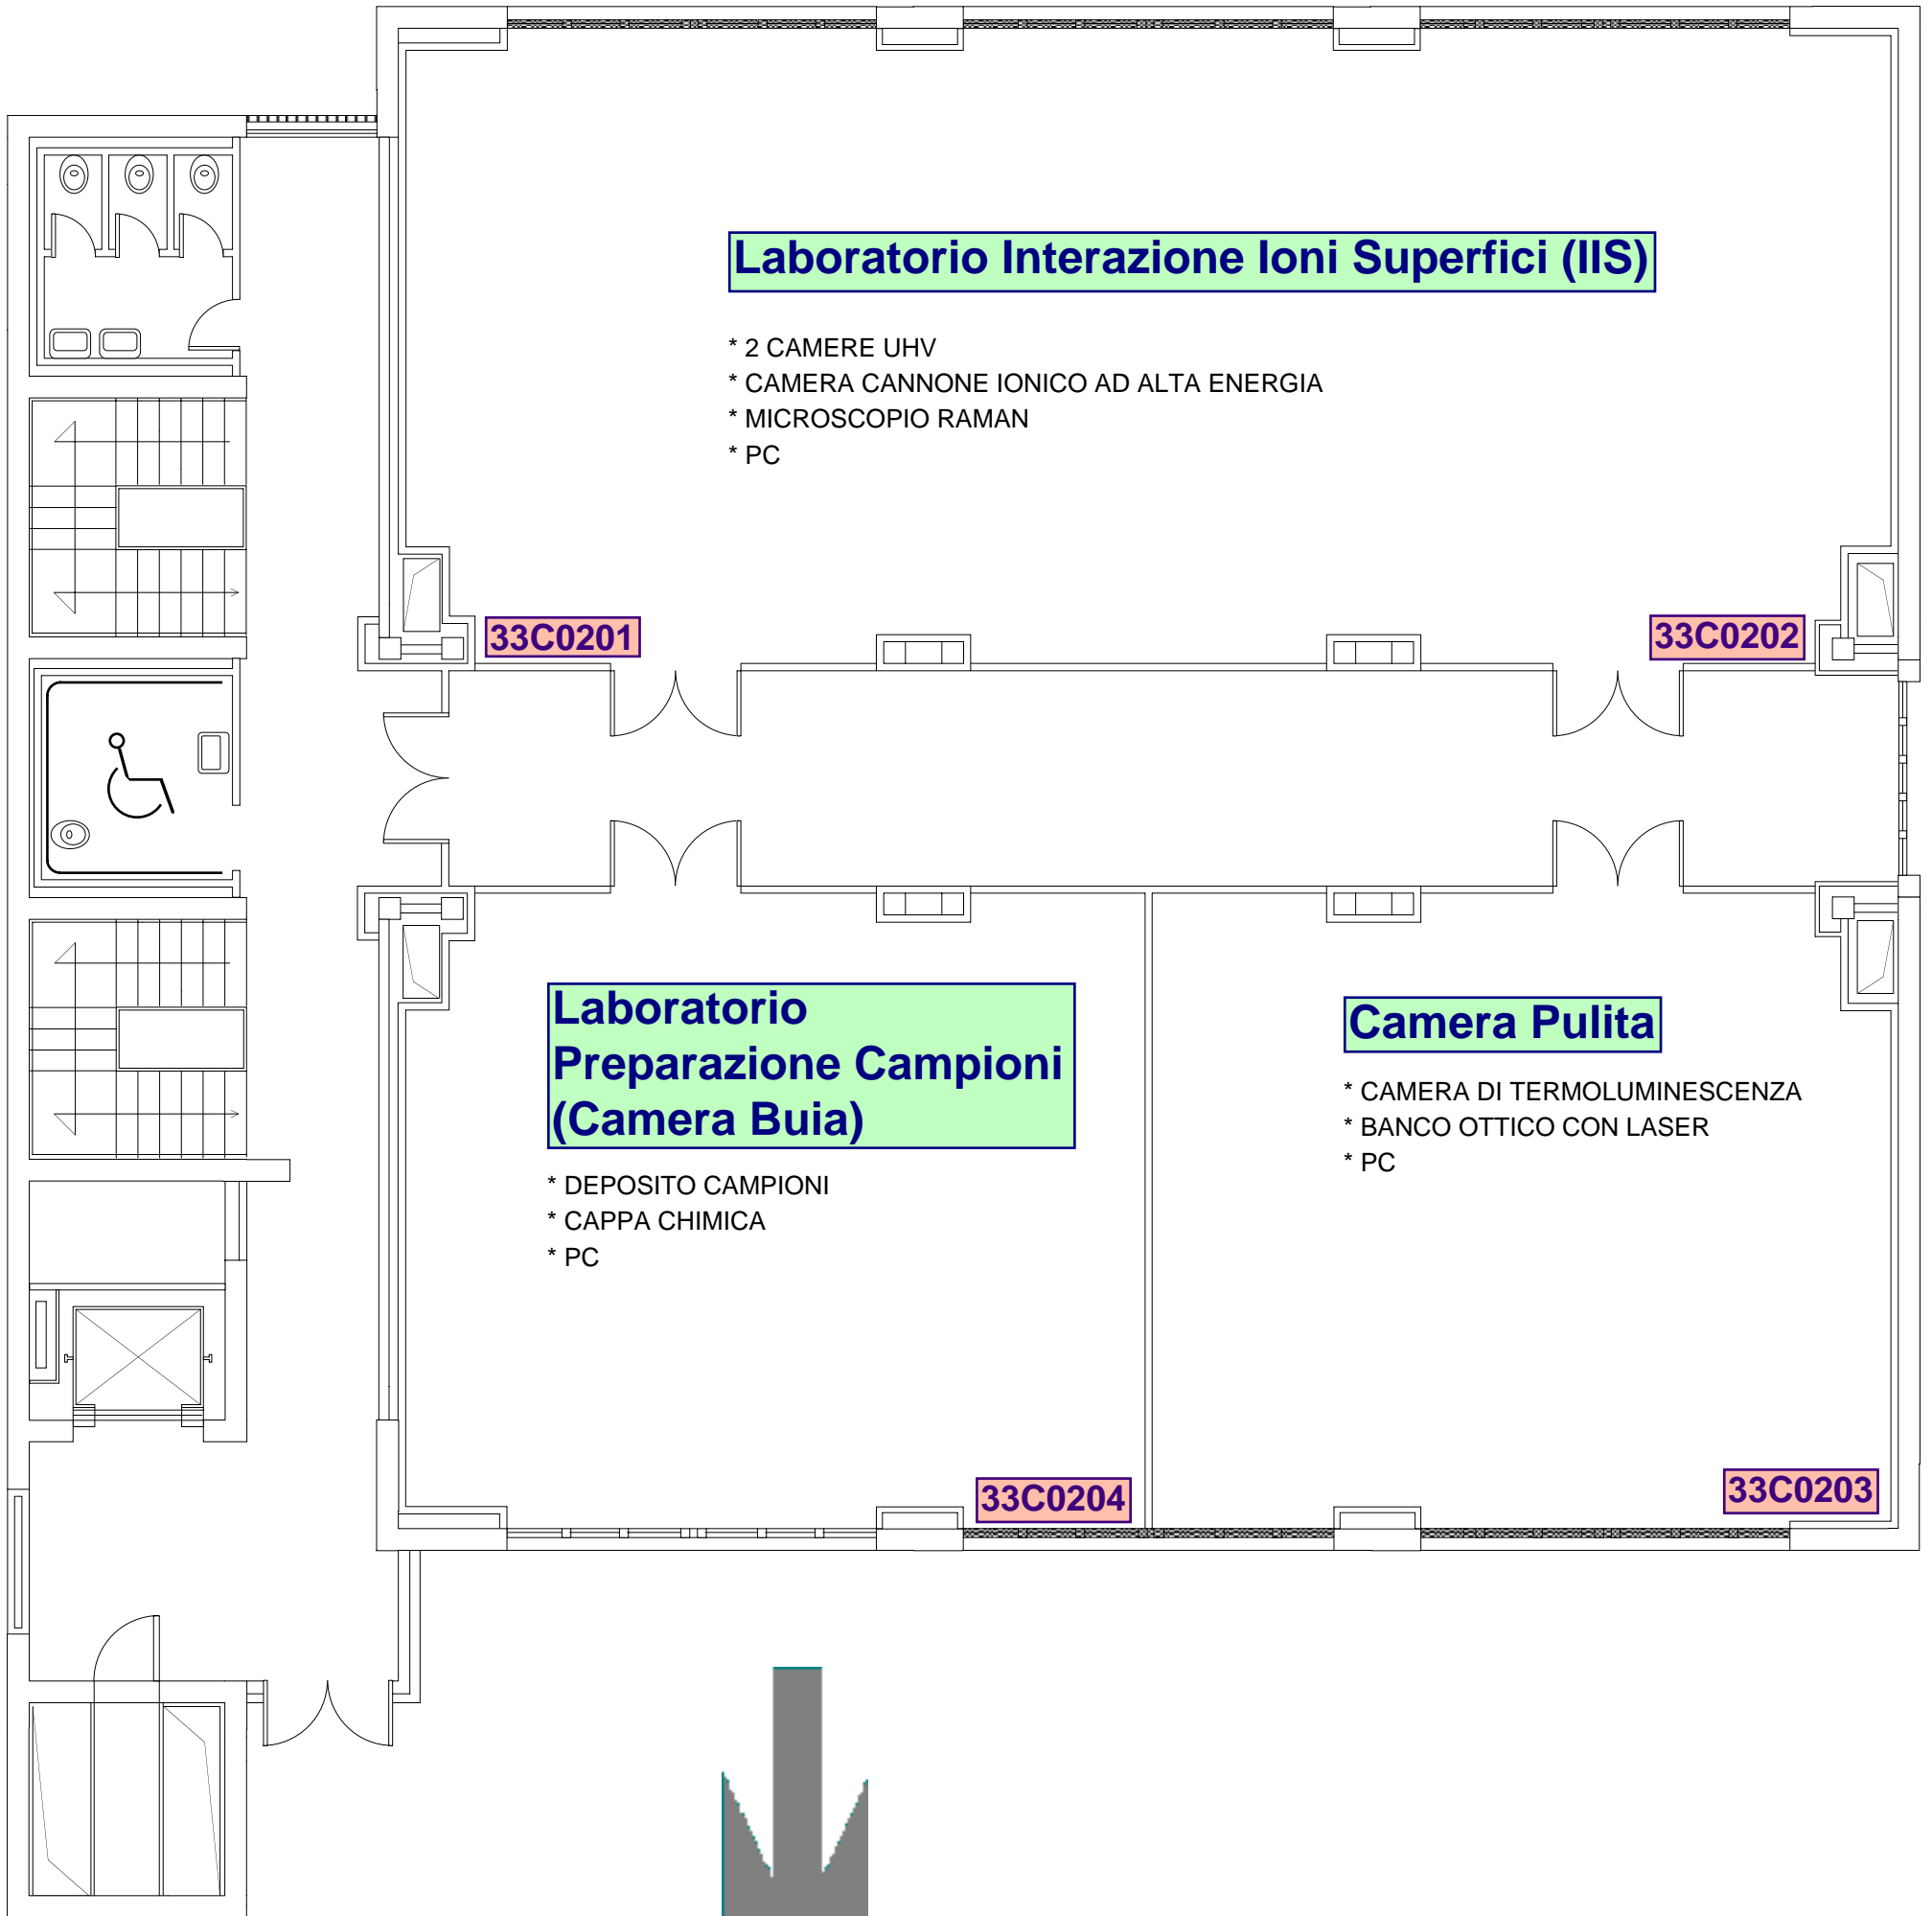 Laboratorio Interazione Ioni Superfici (IIS)
* 2 CAMERE UHV
* CAMERA CANNONE IONICO AD ALTA ENERGIA
* MICROSCOPIO RAMAN
* PC
33C0201
33C0202
Laboratorio
Preparazione Campioni
(Camera Buia)
* DEPOSITO CAMPIONI
* CAPPA CHIMICA
* PC
Camera Pulita
* CAMERA DI TERMOLUMINESCENZA
* BANCO OTTICO CON LASER
* PC
33C0204
33C0203